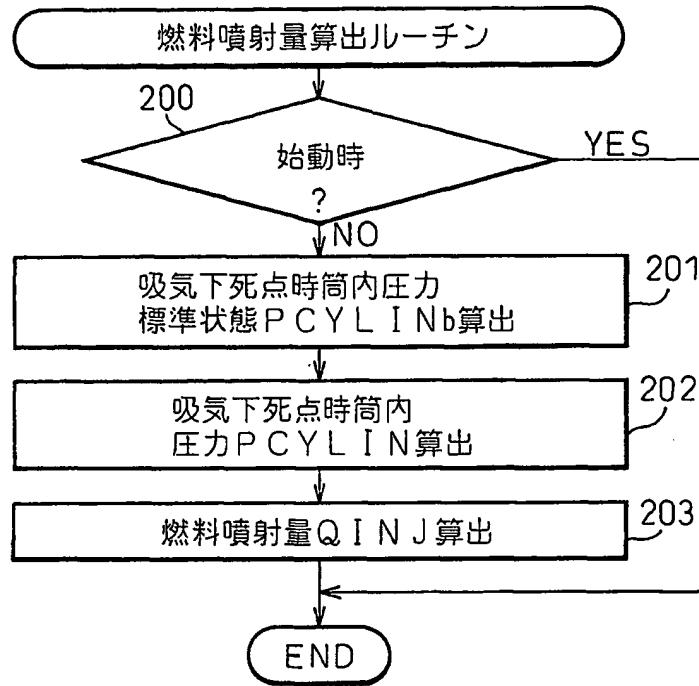 燃料噴射量算出ルーチン
200
始動時
?
YES
NO
201
吸気下死点時筒内圧力
標準状態PCYLINb算出
202
吸気下死点時筒内
圧力PCYLIN算出
203
燃料噴射量QINJ算出
END